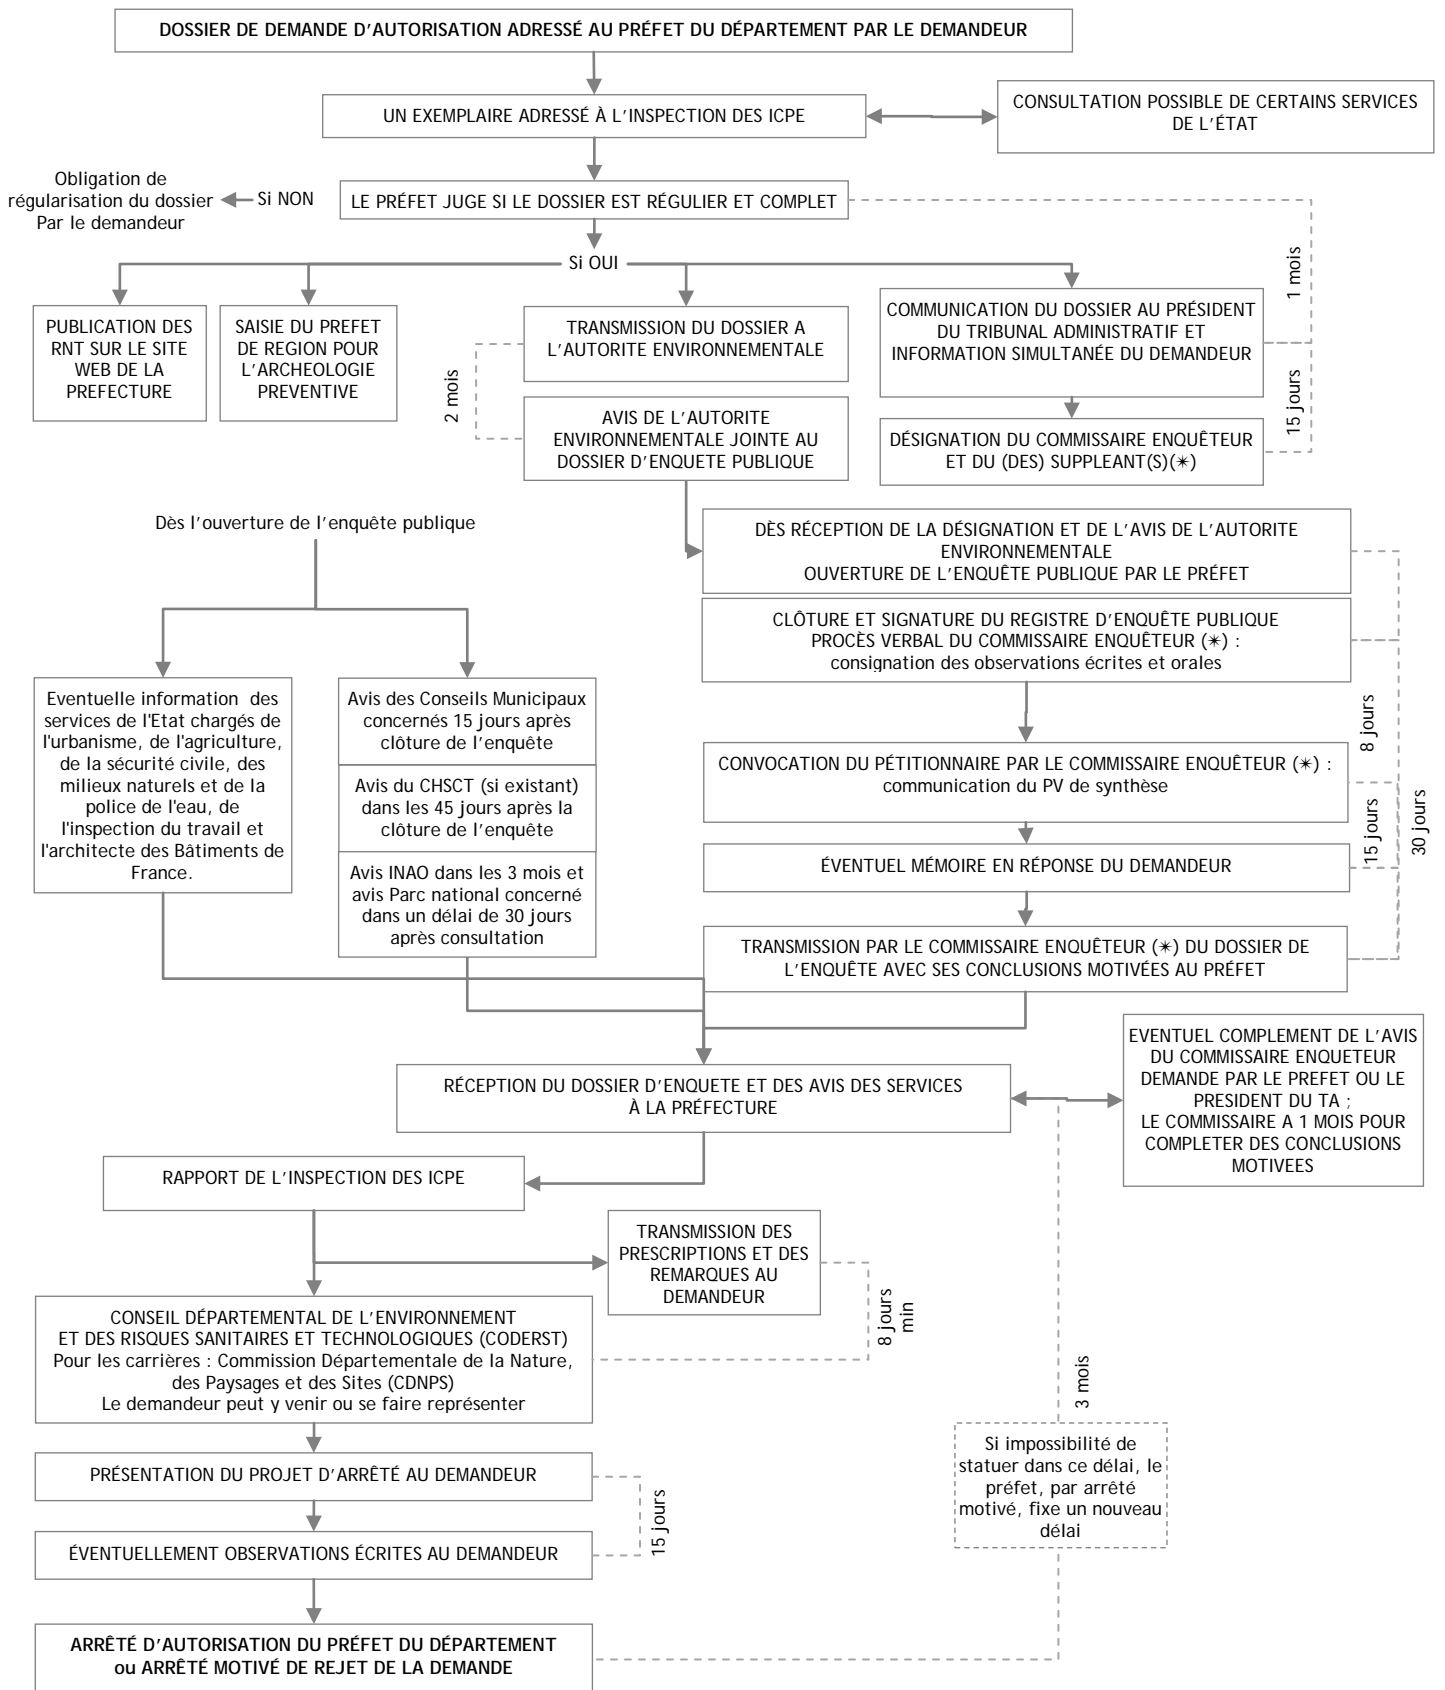 DOSSIER DE DEMANDE D'AUTORISATION ADRESSÉ AU PRÉFET DU DÉPARTEMENT PAR LE DEMANDEUR
UN EXEMPLAIRE ADRESSÉ À L'INSPECTION DES ICPE
CONSULTATION POSSIBLE DE CERTAINS SERVICES
DE L'ÉTAT
Obligation de
régularisation du dossier
Par le demandeur
Si NON
LE PRÉFET JUGE SI LE DOSSIER EST RÉGULIER ET COMPLET
Si OUI
1 mois
PUBLICATION DES
RNT SUR LE SITE
WEB DE LA
PREFECTURE
SAISIE DU PREFET
DE REGION POUR
L'ARCHEOLOGIE
PREVENTIVE
TRANSMISSION DU DOSSIER A
L'AUTORITE ENVIRONNEMENTALE
COMMUNICATION DU DOSSIER AU PRÉSIDENT
DU TRIBUNAL ADMINISTRATIF ET
INFORMATION SIMULTANÉE DU DEMANDEUR
2 mois
15 jours
AVIS DE L'AUTORITE
ENVIRONNEMENTALE JOINTE AU
DOSSIER D'ENQUETE PUBLIQUE
DÉSIGNATION DU COMMISSAIRE ENQUÊTEUR
ET DU (DES) SUPPLEANT(S)(✶)
Dès l'ouverture de l'enquête publique
DÈS RÉCEPTION DE LA DÉSIGNATION ET DE L'AVIS DE L'AUTORITE
ENVIRONNEMENTALE
OUVERTURE DE L'ENQUÊTE PUBLIQUE PAR LE PRÉFET
CLÔTURE ET SIGNATURE DU REGISTRE D'ENQUÊTE PUBLIQUE
PROCÈS VERBAL DU COMMISSAIRE ENQUÊTEUR (✶) :
consignation des observations écrites et orales
Eventuelle information des
services de l'Etat chargés de
l'urbanisme, de l'agriculture,
de la sécurité civile, des
milieux naturels et de la
police de l'eau, de
l'inspection du travail et
l'architecte des Bâtiments de
France.
Avis des Conseils Municipaux
concernés 15 jours après
clôture de l'enquête
Avis du CHSCT (si existant)
dans les 45 jours après la
clôture de l'enquête
Avis INAO dans les 3 mois et
avis Parc national concerné
dans un délai de 30 jours
après consultation
8 jours
CONVOCATION DU PÉTITIONNAIRE PAR LE COMMISSAIRE ENQUÊTEUR (✶) :
communication du PV de synthèse
15 jours
30 jours
ÉVENTUEL MÉMOIRE EN RÉPONSE DU DEMANDEUR
TRANSMISSION PAR LE COMMISSAIRE ENQUÊTEUR (✶) DU DOSSIER DE
L'ENQUÊTE AVEC SES CONCLUSIONS MOTIVÉES AU PRÉFET
RÉCEPTION DU DOSSIER D'ENQUETE ET DES AVIS DES SERVICES
À LA PRÉFECTURE
EVENTUEL COMPLEMENT DE L'AVIS
DU COMMISSAIRE ENQUETEUR
DEMANDE PAR LE PREFET OU LE
PRESIDENT DU TA ;
LE COMMISSAIRE A 1 MOIS POUR
COMPLETER DES CONCLUSIONS
MOTIVEES
RAPPORT DE L'INSPECTION DES ICPE
TRANSMISSION DES
PRESCRIPTIONS ET DES
REMARQUES AU
DEMANDEUR
8 jours
min
CONSEIL DÉPARTEMENTAL DE L'ENVIRONNEMENT
ET DES RISQUES SANITAIRES ET TECHNOLOGIQUES (CODERST)
Pour les carrières : Commission Départementale de la Nature,
des Paysages et des Sites (CDNPS)
Le demandeur peut y venir ou se faire représenter
3 mois
Si impossibilité de
statuer dans ce délai, le
préfet, par arrêté
motivé, fixe un nouveau
délai
PRÉSENTATION DU PROJET D'ARRÊTÉ AU DEMANDEUR
15 jours
ÉVENTUELLEMENT OBSERVATIONS ÉCRITES AU DEMANDEUR
ARRÊTÉ D'AUTORISATION DU PRÉFET DU DÉPARTEMENT
ou ARRÊTÉ MOTIVÉ DE REJET DE LA DEMANDE